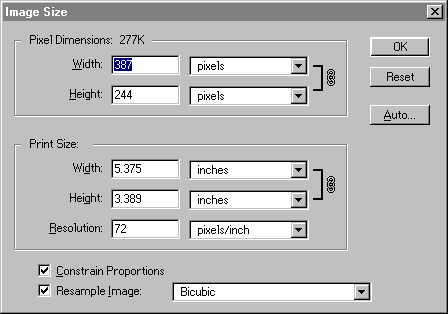 Image Size
Pixel Dimensions: 277K
Width: 387 pixels
Height: 244 pixels
OK
Reset
Auto...
Print Size:
Width: 5.375 inches
Height: 3.389 inches
Resolution: 72 pixels/inch
Constrain Proportions
Resample Image: Bicubic